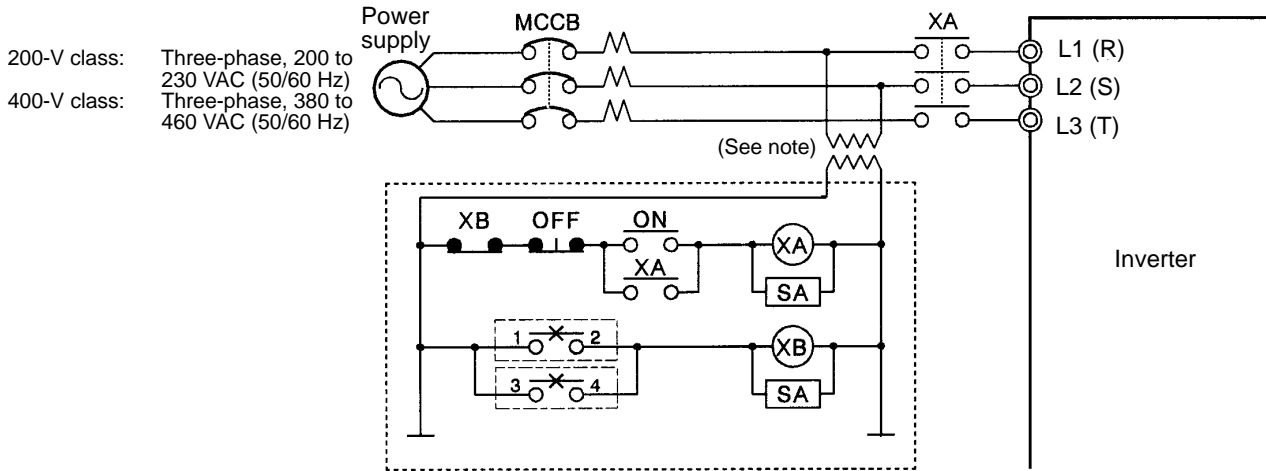 Power supply
MCCB
XA
200-V class: Three-phase, 200 to
230 VAC (50/60 Hz)
400-V class: Three-phase, 380 to
460 VAC (50/60 Hz)
L1 (R)
L2 (S)
L3 (T)
(See note)
XB OFF ON
XA
XA
SA
Inverter
1 2
XB
3 4
SA